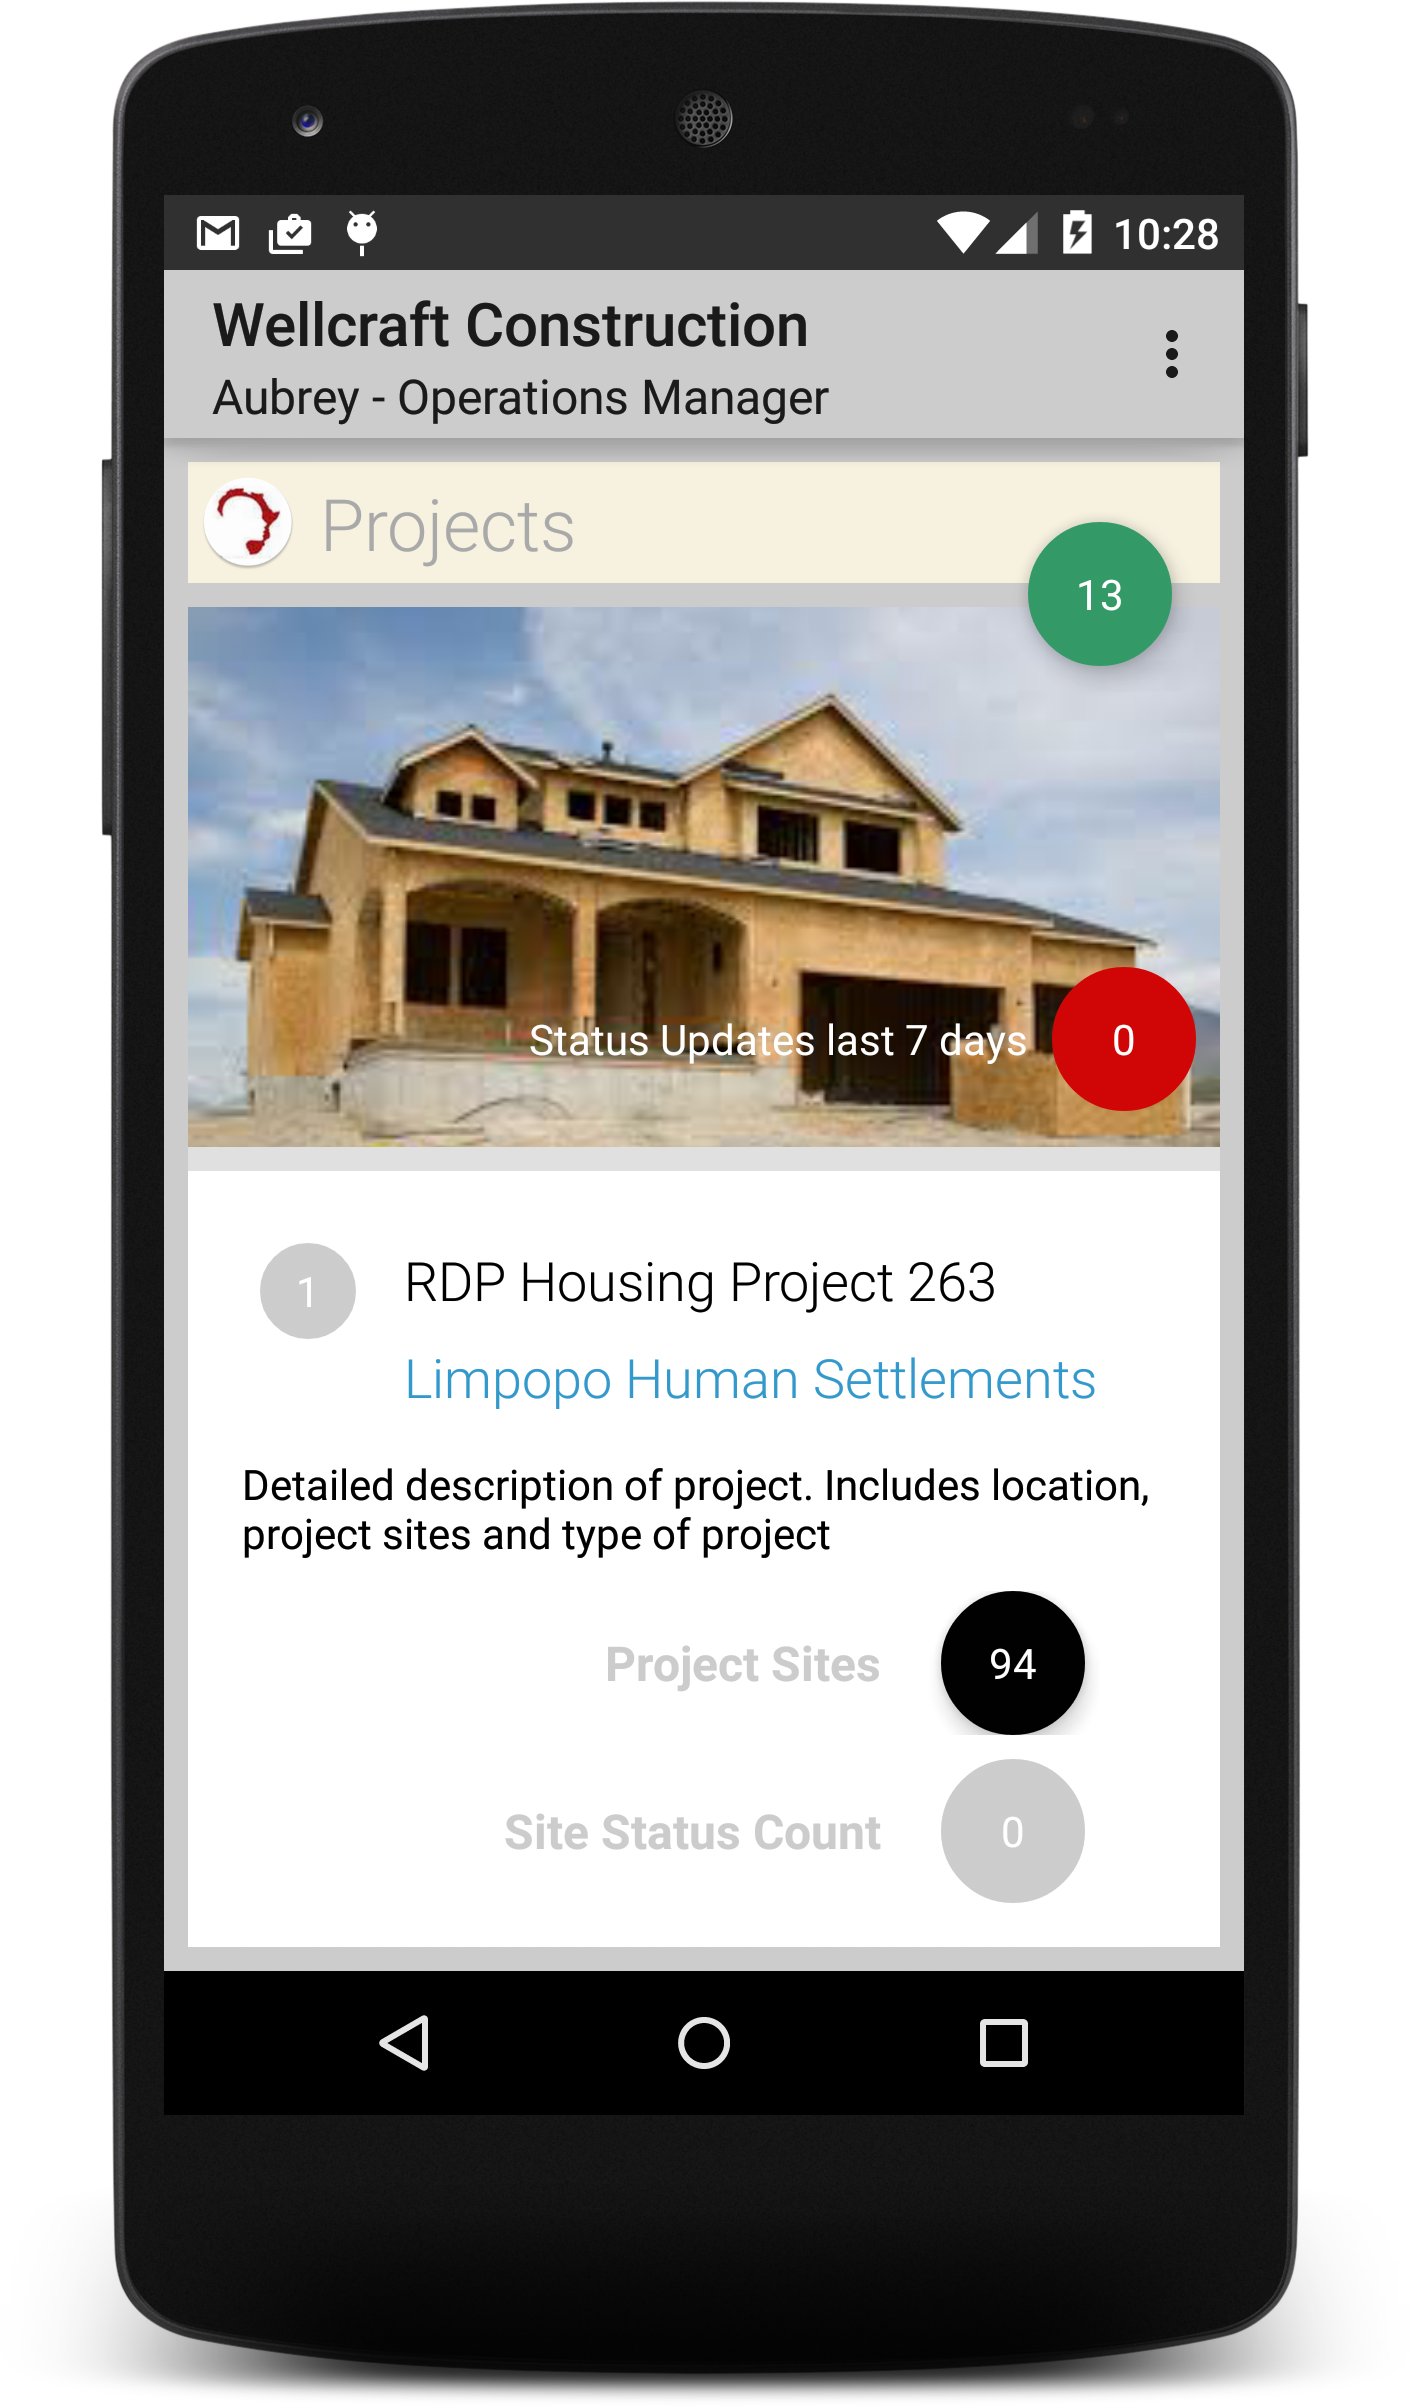 10:28
Wellcraft Construction
Aubrey - Operations Manager
Projects
13
Status Updates last 7 days 0
1 RDP Housing Project 263
Limpopo Human Settlements
Detailed description of project. Includes location,
project sites and type of project
Project Sites 94
Site Status Count 0